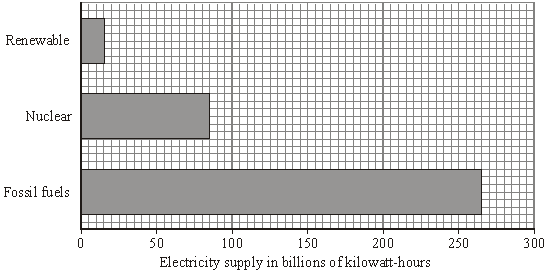 Renewable
Nuclear
Fossil fuels
0 50 100 150 200 250 300
Electricity supply in billions of kilowatt-hours